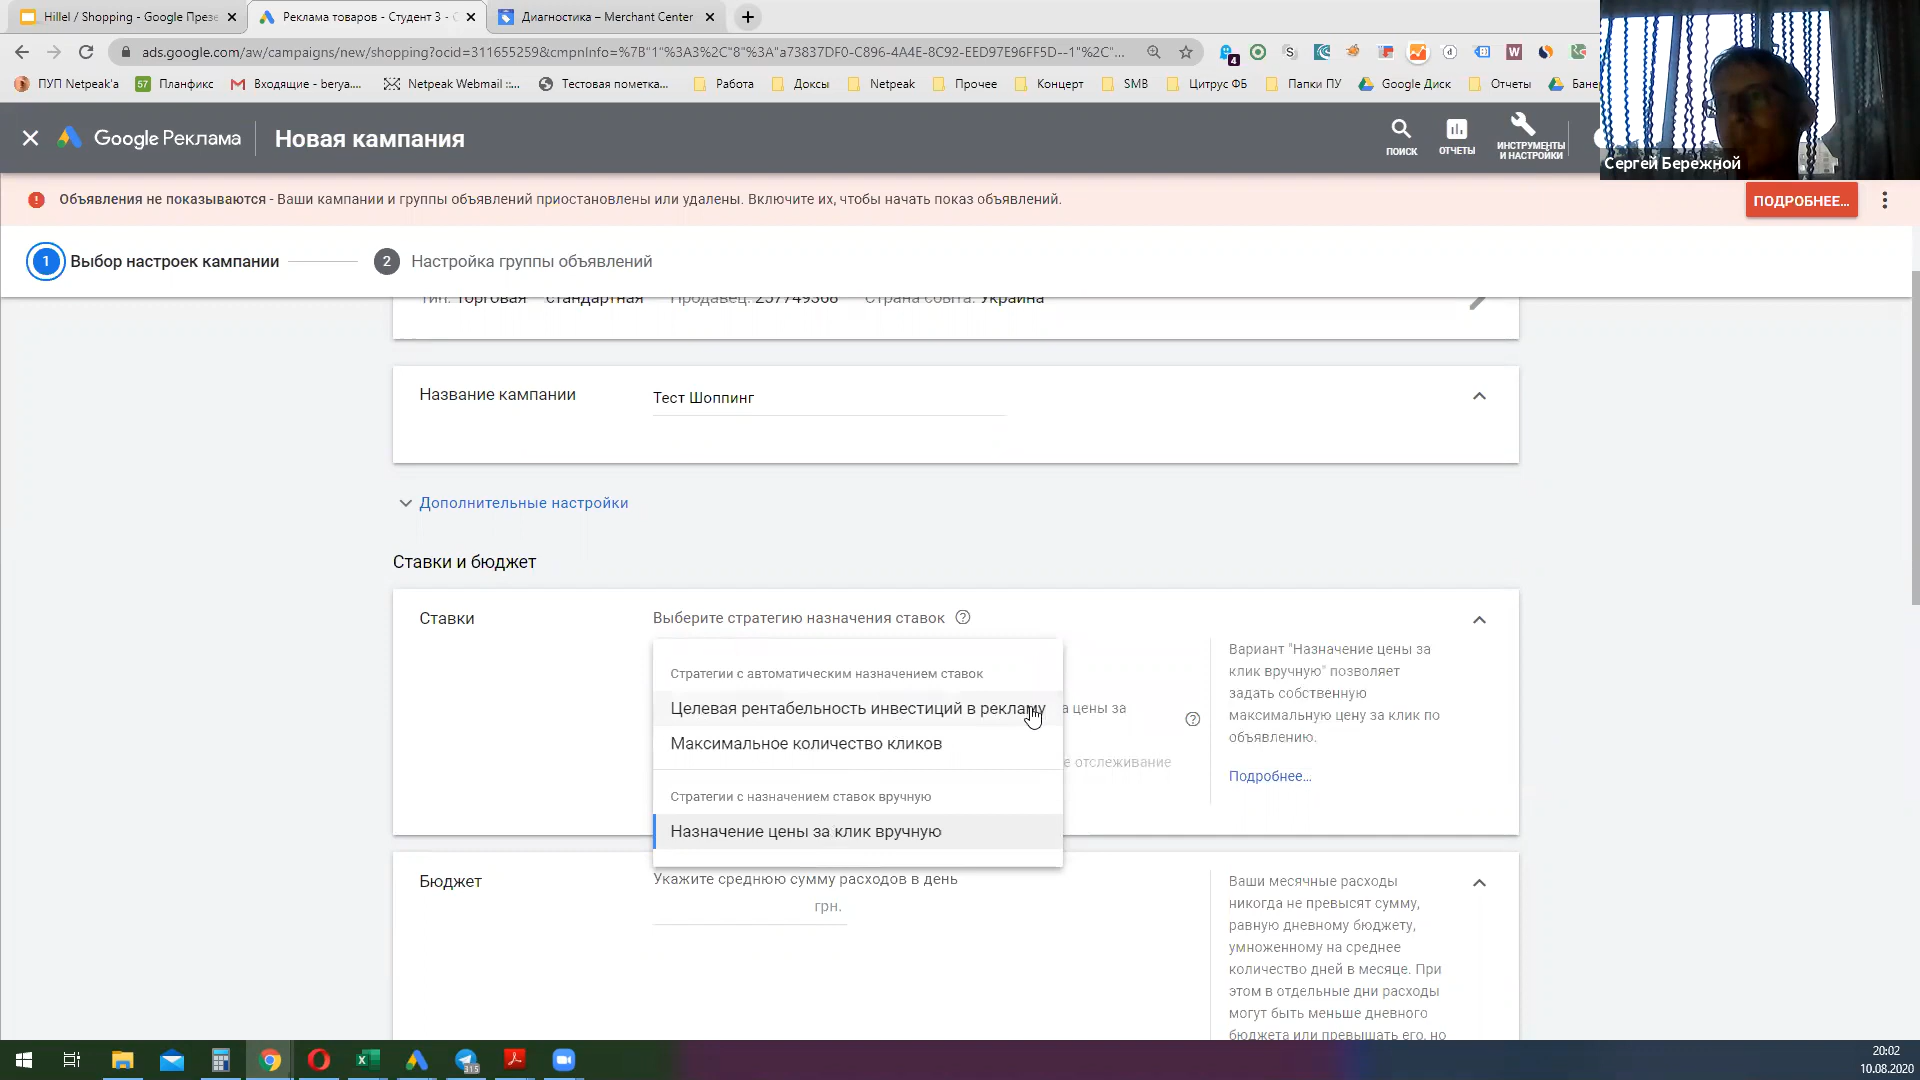 Hillel / Shopping - Google Презе
Реклама товаров - Студент 3 - G
Диагностика – Merchant Center
ads.google.com/aw/campaigns/new/shopping?ocid=311655259&cmpnInfo=%7B"1"%3A3%2C"8"%3A"a73837DF0-C896-4A4E-8C92-EED97E96FF5D--1"%2C"...
4
ПУП Netpeak'а
57
Планфикс
Входящие - berya....
Netpeak Webmail ::...
Тестовая пометка...
Работа
Доксы
Netpeak
Прочее
Концерт
SMB
Цитрус ФБ
Папки ПУ
Google Диск
Отчеты
Бане
Google Реклама
Новая кампания
ПОИСК
ОТЧЕТЫ
ИНСТРУМЕНТЫ
И НАСТРОЙКИ
Сергей Бережной
Объявления не показываются - Ваши кампании и группы объявлений приостановлены или удалены. Включите их, чтобы начать показ объявлений.
ПОДРОБНЕЕ...
1
Выбор настроек кампании
2
Настройка группы объявлений
Тип: Торговая – стандартная Продавец: 257749368 Страна сбыта: Украина
Название кампании
Тест Шоппинг
Дополнительные настройки
Ставки и бюджет
Ставки
Выберите стратегию назначения ставок
Стратегии с автоматическим назначением ставок
Целевая рентабельность инвестиций в рекламу
Максимальное количество кликов
Стратегии с назначением ставок вручную
Назначение цены за клик вручную
а цены за
е отслеживание
Вариант "Назначение цены за
клик вручную" позволяет
задать собственную
максимальную цену за клик по
объявлению.
Подробнее...
Бюджет
Укажите среднюю сумму расходов в день
грн.
Ваши месячные расходы
никогда не превысят сумму,
равную дневному бюджету,
умноженному на среднее
количество дней в месяце. При
этом в отдельные дни расходы
могут быть меньше дневного
бюджета или превышать его, но
315
20:02
10.08.2020